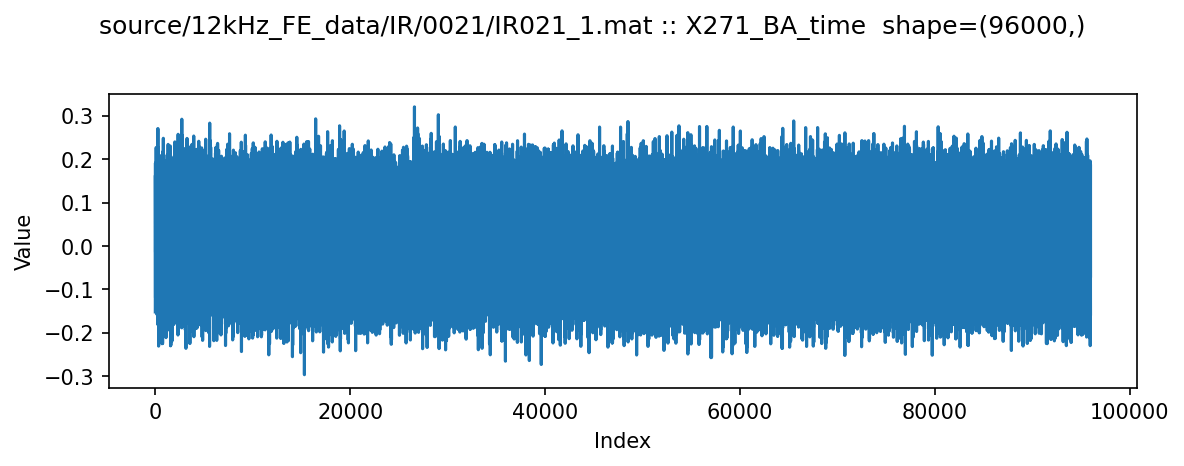 source/12kHz_FE_data/IR/0021/IR021_1.mat :: X271_BA_time  shape=(96000,)
0.3
0.2
0.1
0.0
−0.1
−0.2
−0.3
Value
0 20000 40000 60000 80000 100000
Index